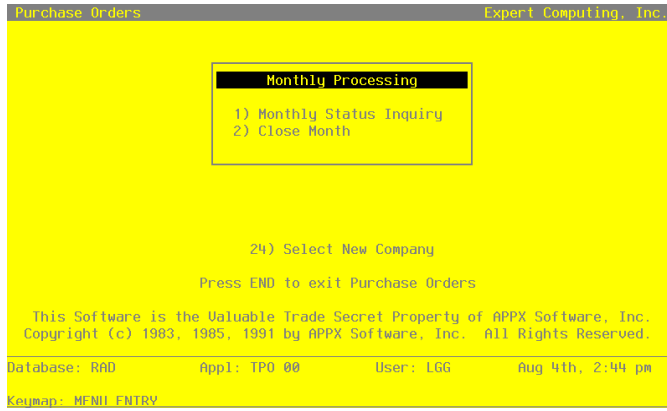 Purchase Orders Expert Computing, Inc.
Monthly Processing
1) Monthly Status Inquiry
2) Close Month
24) Select New Company
Press END to exit Purchase Orders
This Software is the Valuable Trade Secret Property of APPX Software, Inc.
Copyright (c) 1983, 1985, 1991 by APPX Software, Inc. All Rights Reserved.
Database: RAD Appl: TPO 00 User: LGG Aug 4th, 2:44 pm
Keymap: MENU ENTRY